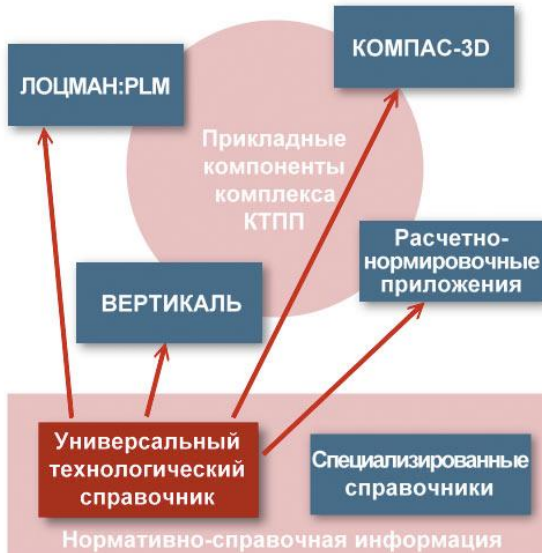 КОМПАС-3D
ЛОЦМАН:PLM
Прикладные
компоненты
комплекса
КТПП
Расчетно-
нормировочные
приложения
ВЕРТИКАЛЬ
Универсальный
технологический
справочник
Специализированные
справочники
Нормативно-справочная информация